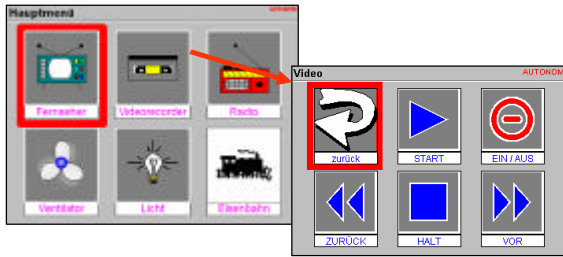 Hauptmenü
Fernseher Videorecorder Radio
Ventilator Licht Eisenbahn
Video AUTONOM
zurück START EIN / AUS
ZURÜCK HALT VOR